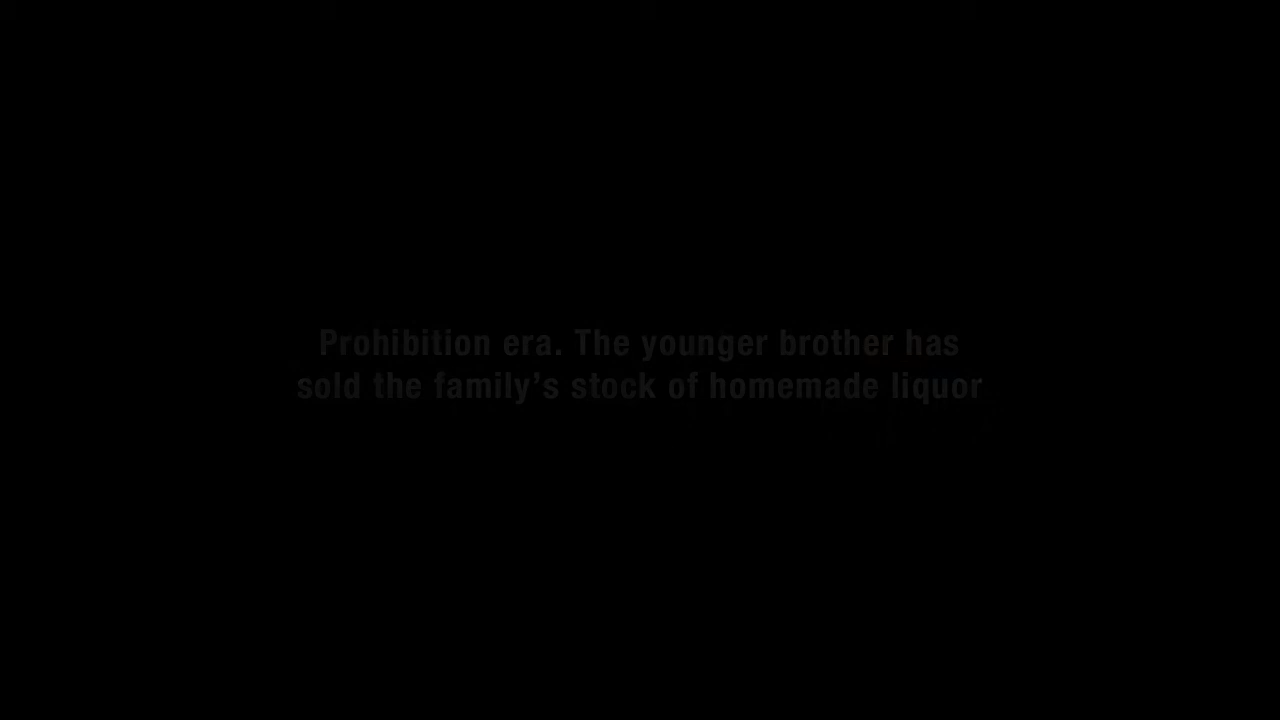 Prohibition era. The younger brother has
sold the family’s stock of homemade liquor